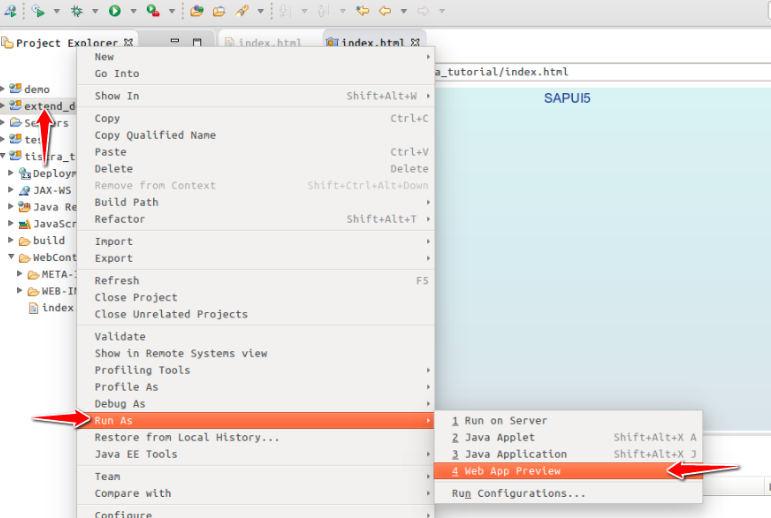 Project Explorer
index.html
index.html
a_tutorial/index.html
SAPUI5
demo
extend_d
Servers
tes
tistra_t
Deploym
JAX-WS
Java Re
JavaScr
build
WebCont
META-I
WEB-IN
index
New
Go Into
Show In Shift+Alt+W
Copy Ctrl+C
Copy Qualified Name
Paste Ctrl+V
Delete Delete
Remove from Context Shift+Ctrl+Alt+Down
Build Path
Refactor Shift+Alt+T
Import
Export
Refresh F5
Close Project
Close Unrelated Projects
Validate
Show in Remote Systems view
Profiling Tools
Profile As
Debug As
Run As
Restore from Local History...
Java EE Tools
Team
Compare with
Configure
1 Run on Server
2 Java Applet Shift+Alt+X A
3 Java Application Shift+Alt+X J
4 Web App Preview
Run Configurations...